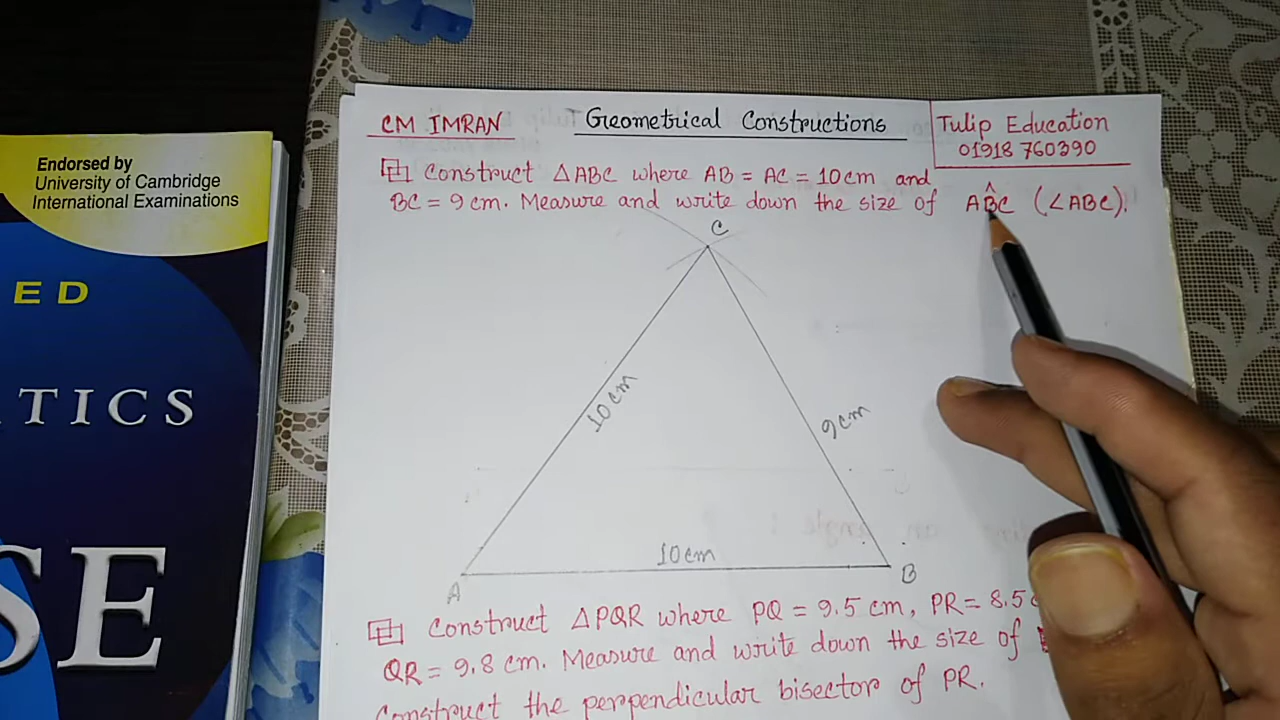 Endorsed by
University of Cambridge
International Examinations
ED
TICS
SE
CM IMRAN
Geometrical Constructions
Tulip Education
01918 760390
Construct △ABC where AB = AC = 10cm and
BC = 9 cm. Measure and write down the size of AB̂C (∠ABC).
C
10cm
9cm
10cm
A
B
Construct △PQR where PQ = 9.5 cm, PR = 8.5
QR = 9.8 cm. Measure and write down the size of
Construct the perpendicular bisector of PR.